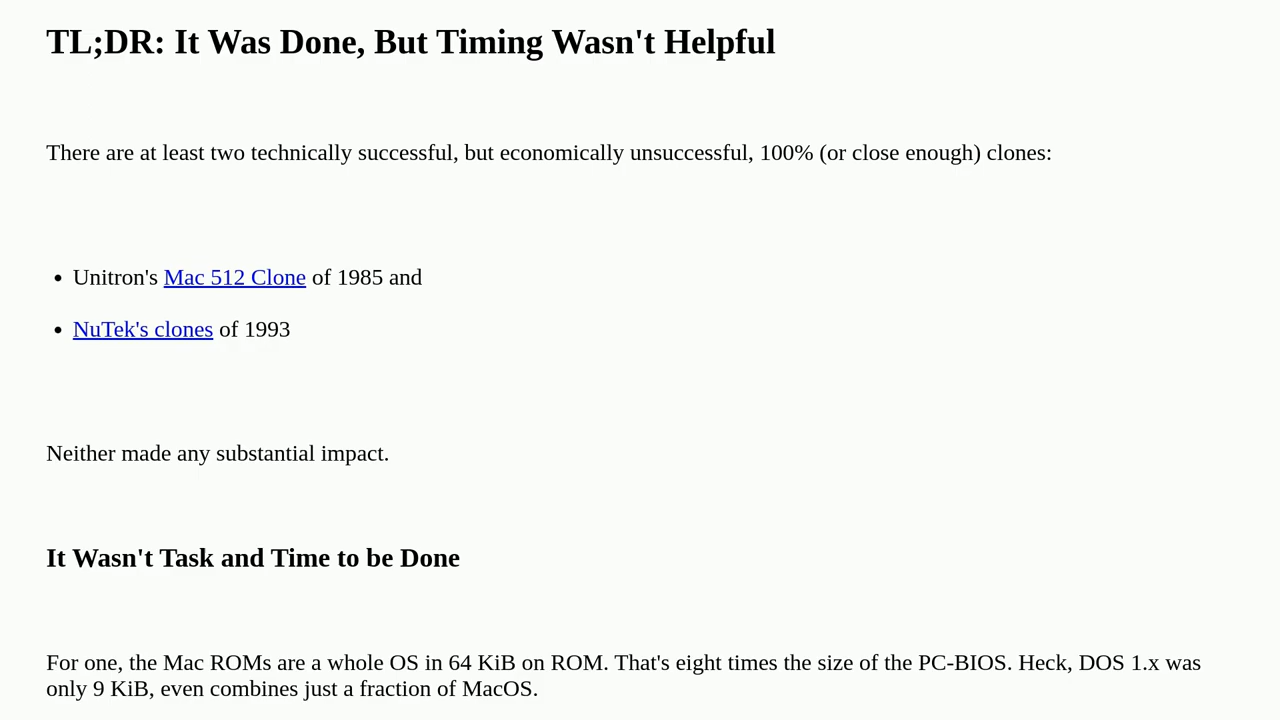 TL;DR: It Was Done, But Timing Wasn't Helpful
There are at least two technically successful, but economically unsuccessful, 100% (or close enough) clones:
• Unitron's Mac 512 Clone of 1985 and
• NuTek's clones of 1993
Neither made any substantial impact.
It Wasn't Task and Time to be Done
For one, the Mac ROMs are a whole OS in 64 KiB on ROM. That's eight times the size of the PC-BIOS. Heck, DOS 1.x was
only 9 KiB, even combines just a fraction of MacOS.